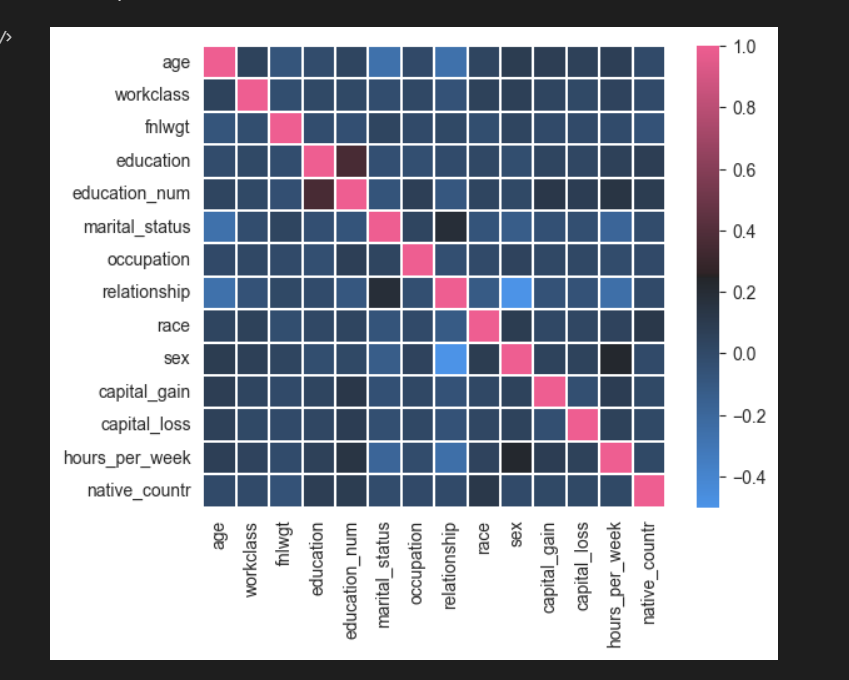 />
age
workclass
fnlwgt
education
education_num
marital_status
occupation
relationship
race
sex
capital_gain
capital_loss
hours_per_week
native_countr
1.0
0.8
0.6
0.4
0.2
0.0
−0.2
−0.4
age
workclass
fnlwgt
education
education_num
marital_status
occupation
relationship
race
sex
capital_gain
capital_loss
hours_per_week
native_countr